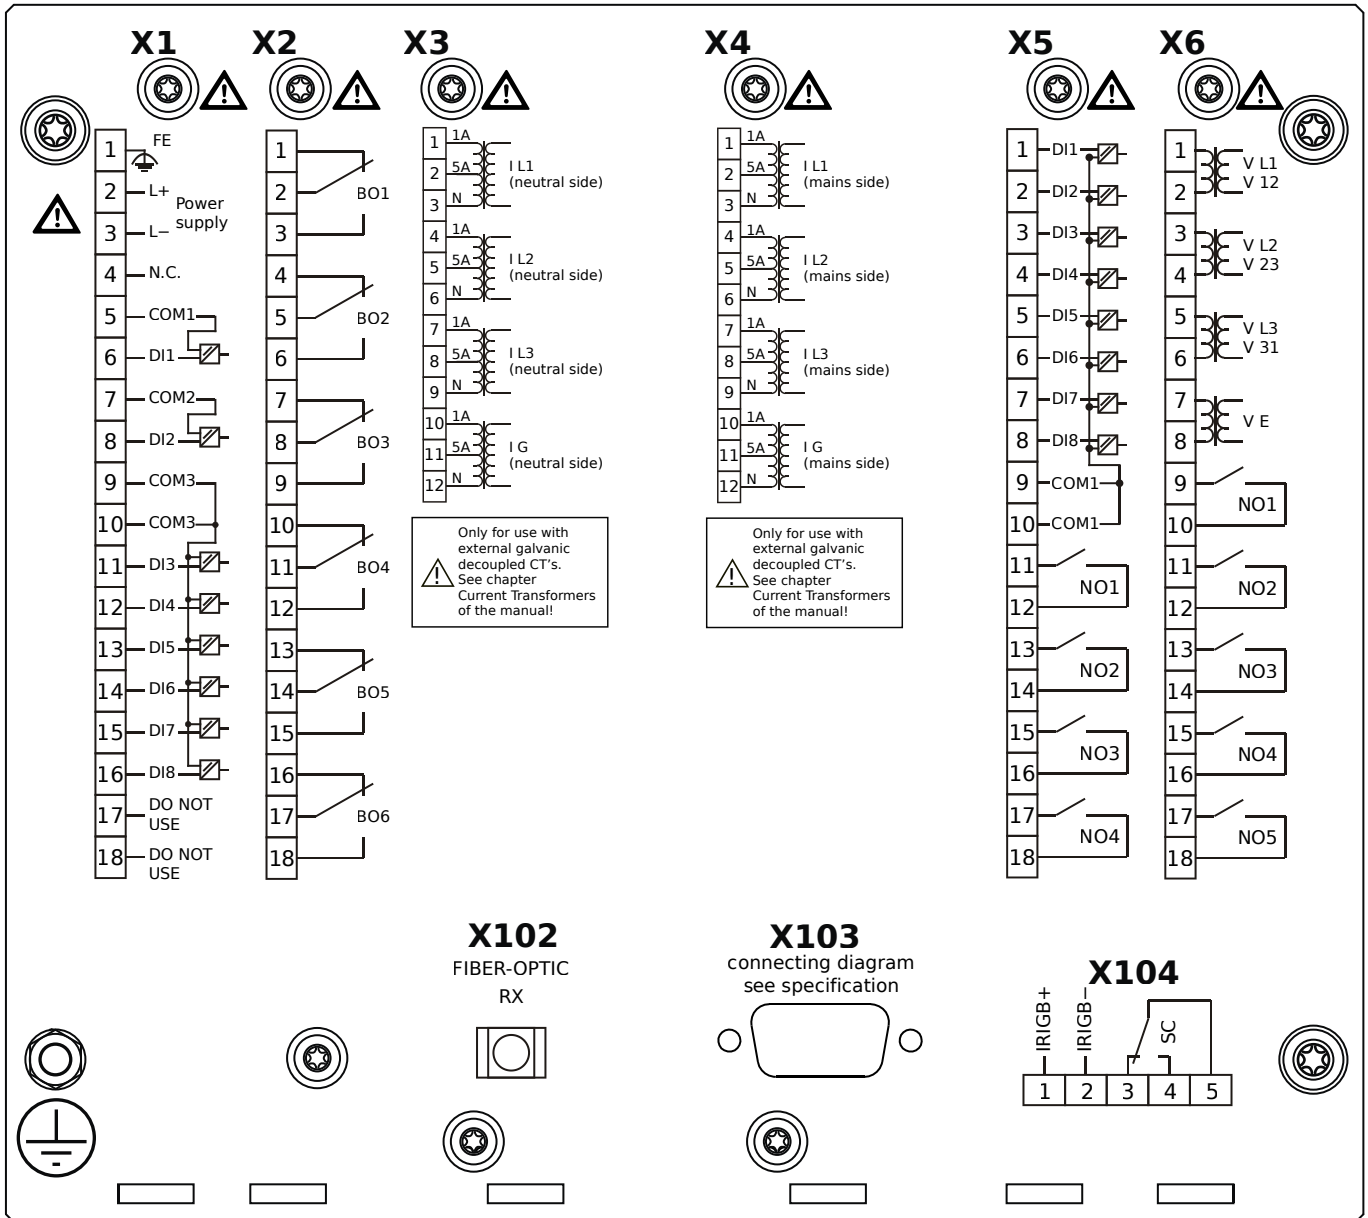 X1
X2
X3
X4
X5
X6
1
FE
2
L+
Power
supply
3
L−
4
N.C.
5
COM1
6
DI1
7
COM2
8
DI2
9
COM3
10
COM3
11
DI3
12
DI4
13
DI5
14
DI6
15
DI7
16
DI8
17
DO NOT
USE
18
DO NOT
USE
1
2
BO1
3
4
5
BO2
6
7
8
BO3
9
10
11
BO4
12
13
14
BO5
15
16
17
BO6
18
1
1A
2
5A
I L1
(neutral side)
3
N
4
1A
5
5A
I L2
(neutral side)
6
N
7
1A
8
5A
I L3
(neutral side)
9
N
10
1A
11
5A
I G
(neutral side)
12
N
Only for use with
external galvanic
decoupled CT’s.
See chapter
Current Transformers
of the manual!
1
1A
2
5A
I L1
(mains side)
3
N
4
1A
5
5A
I L2
(mains side)
6
N
7
1A
8
5A
I L3
(mains side)
9
N
10
1A
11
5A
I G
(mains side)
12
N
Only for use with
external galvanic
decoupled CT’s.
See chapter
Current Transformers
of the manual!
1
DI1
2
DI2
3
DI3
4
DI4
5
DI5
6
DI6
7
DI7
8
DI8
9
COM1
10
COM1
11
NO1
12
13
NO2
14
15
NO3
16
17
NO4
18
1
V L1
V 12
2
3
V L2
V 23
4
5
V L3
V 31
6
7
V E
8
9
NO1
10
11
NO2
12
13
NO3
14
15
NO4
16
17
NO5
18
X102
FIBER-OPTIC
RX
X103
connecting diagram
see specification
X104
IRIGB+
IRIGB−
SC
1 2 3 4 5